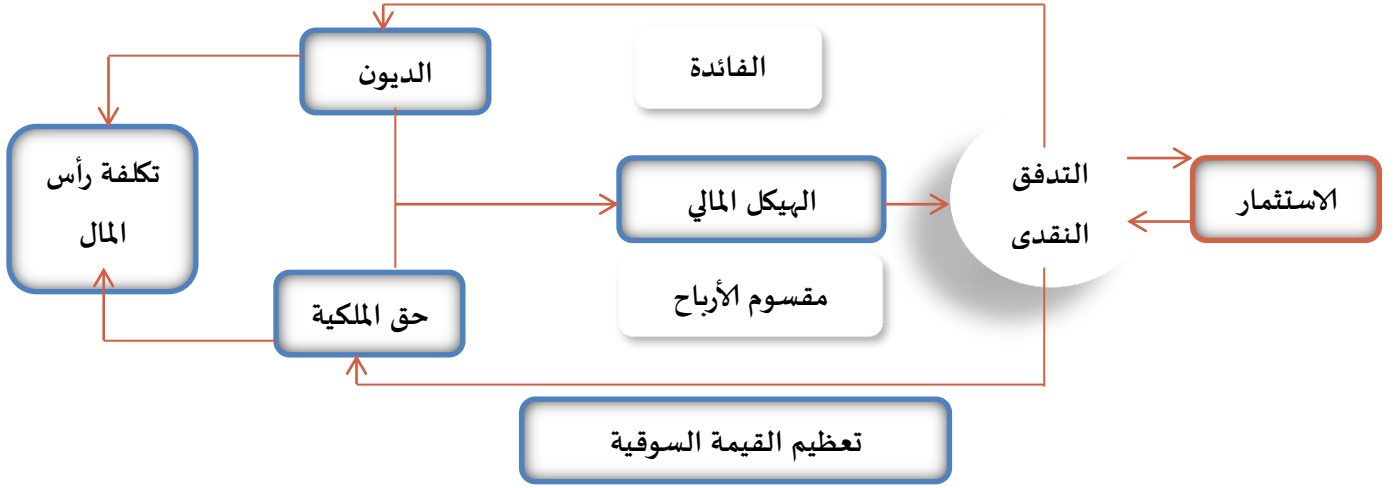 الديون
الفائدة
تكلفة رأس
المال
الهيكل المالي
التدفق
النقدى
الاستثمار
حق الملكية
مقسوم الأرباح
تعظيم القيمة السوقية